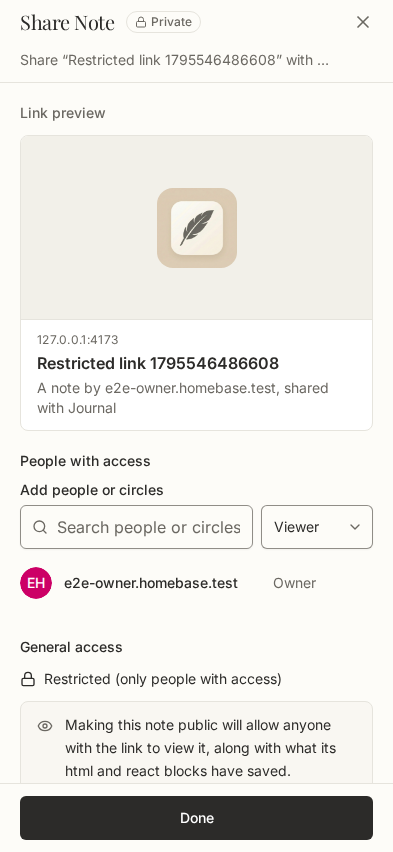 Share Note
Private
Share “Restricted link 1795546486608” with ...
Link preview
127.0.0.1:4173
Restricted link 1795546486608
A note by e2e-owner.homebase.test, shared
with Journal
People with access
Add people or circles
Search people or circles
Viewer
EH
e2e-owner.homebase.test
Owner
General access
Restricted (only people with access)
Making this note public will allow anyone
with the link to view it, along with what its
html and react blocks have saved.
Done